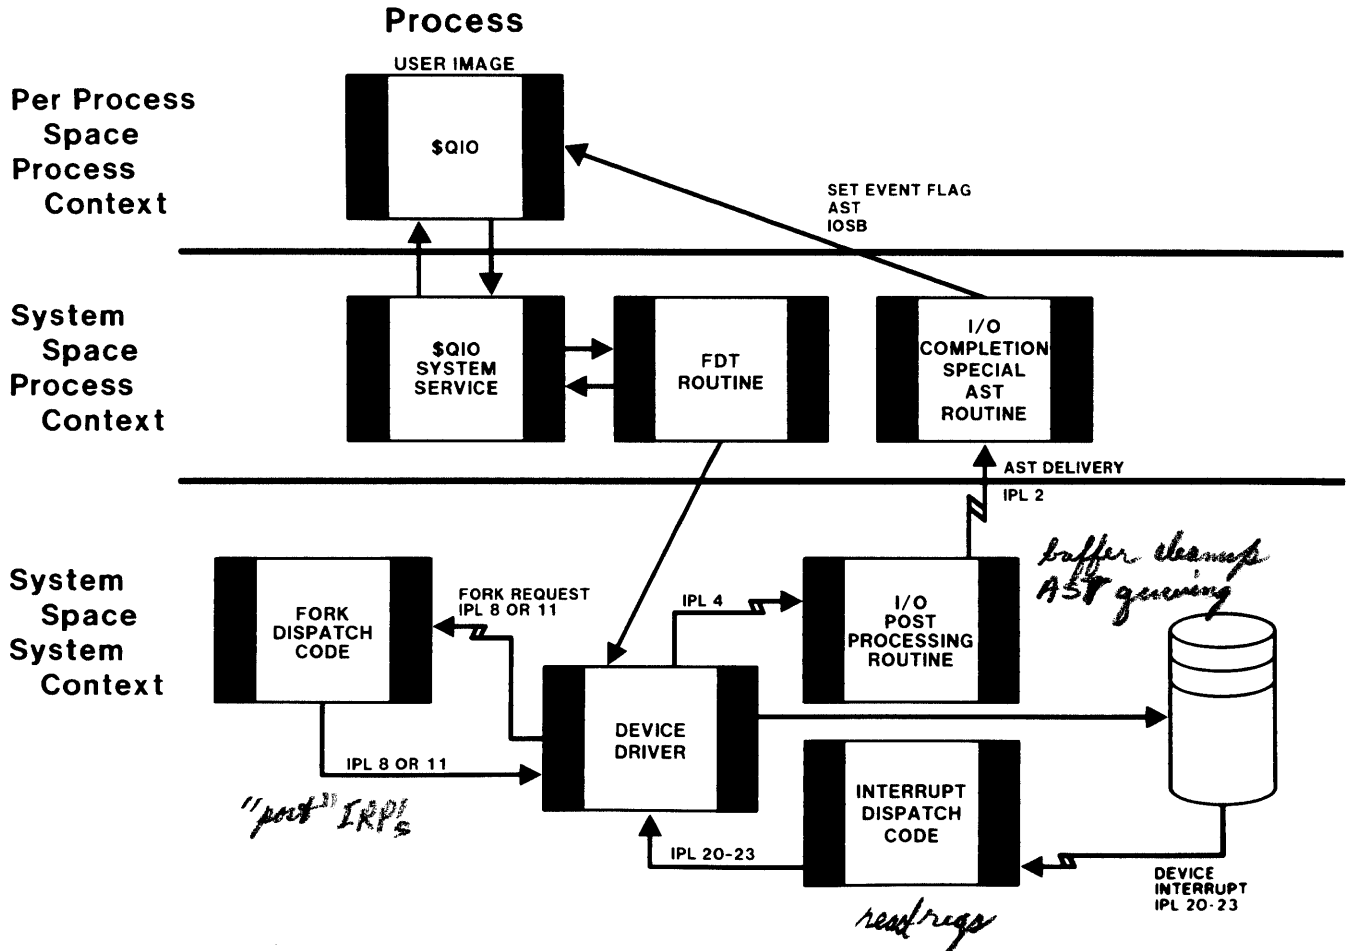 Process
USER IMAGE
Per Process
Space
Process
Context
$QIO
SET EVENT FLAG
AST
IOSB
System
Space
Process
Context
$QIO
SYSTEM
SERVICE
FDT
ROUTINE
I/O
COMPLETION
SPECIAL
AST
ROUTINE
AST DELIVERY
IPL 2
buffer cleanup
AST queuing
System
Space
System
Context
FORK
DISPATCH
CODE
FORK REQUEST
IPL 8 OR 11
IPL 4
I/O
POST
PROCESSING
ROUTINE
DEVICE
DRIVER
IPL 8 OR 11
"port" IRP's
INTERRUPT
DISPATCH
CODE
IPL 20-23
DEVICE
INTERRUPT
IPL 20-23
read regs